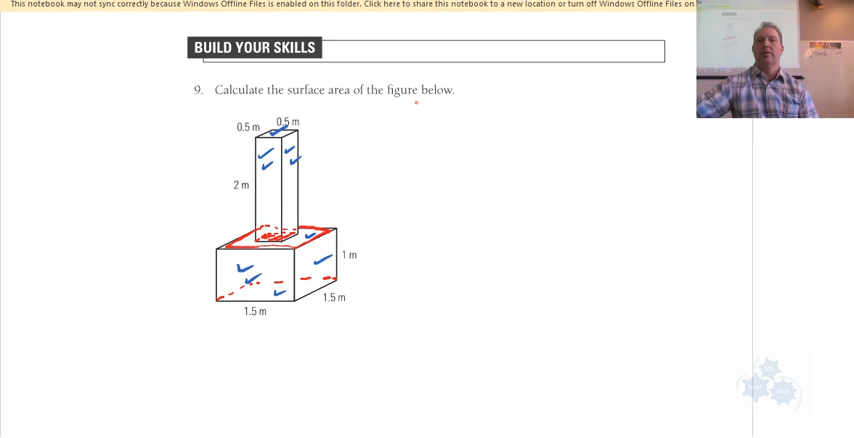 This notebook may not sync correctly because Windows Offline Files is enabled on this folder. Click here to share this notebook to a new location or turn off Windows Offline Files on
BUILD YOUR SKILLS
9. Calculate the surface area of the figure below.
0.5 m
0.5 m
2 m
1 m
1.5 m
1.5 m